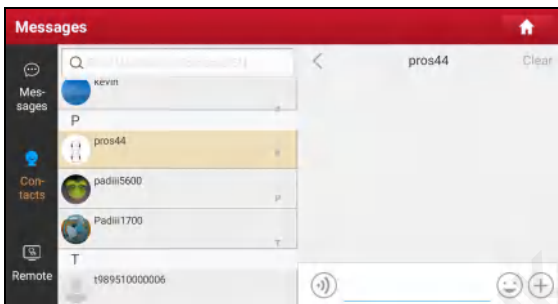 Messages
Mes-
sages
Con-
tacts
Remote
kevin
P
pros44
padiii5600
P
Padiii1700
T
T
t989510000006
pros44
Clear